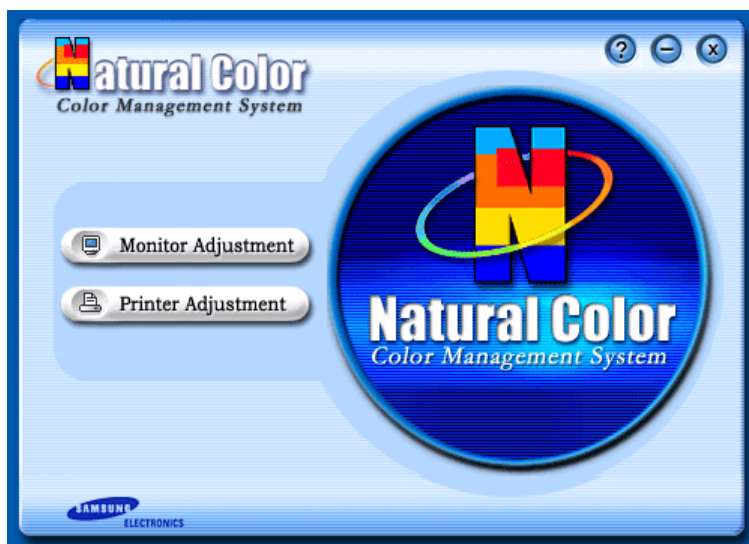 Natural Color
Color Management System
? – x
Monitor Adjustment
Printer Adjustment
N
Natural Color
Color Management System
SAMSUNG
ELECTRONICS